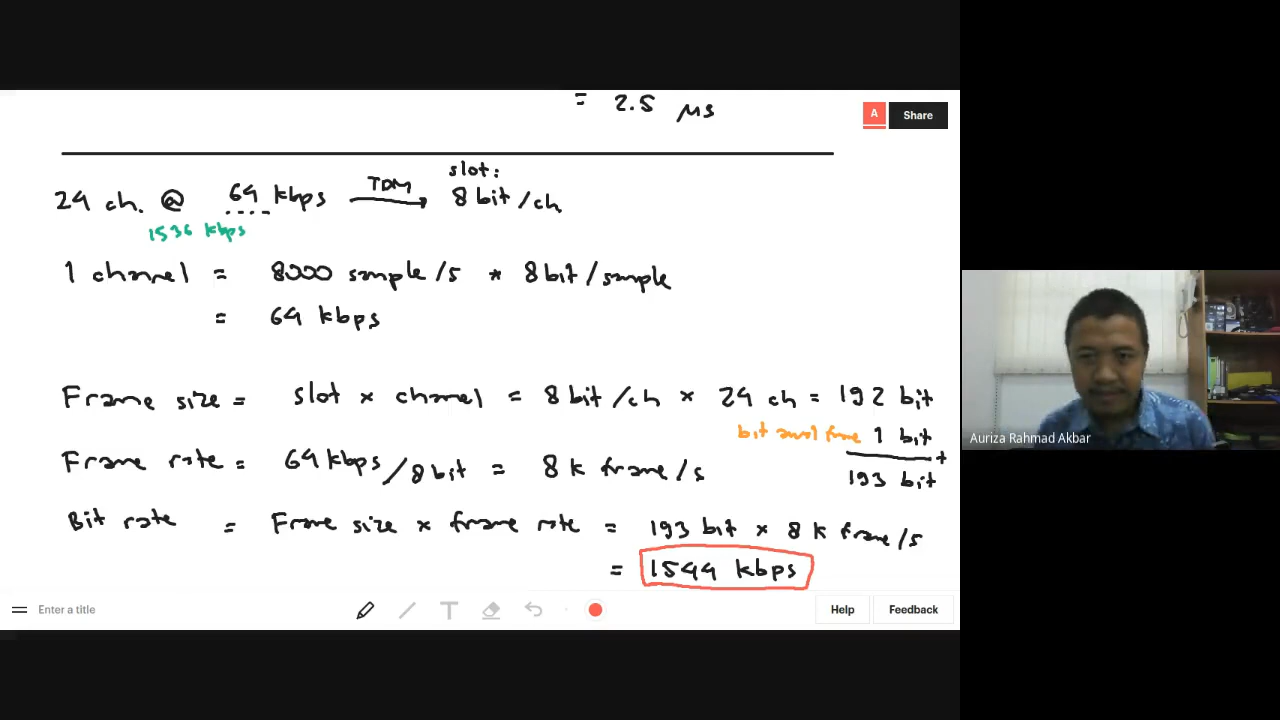 = 2.5 μs
A Share
24 ch. @ 64 kbps TDM → slot: 8 bit/ch
1536 kbps
1 channel = 8000 sample/s * 8 bit/sample
= 64 kbps
Frame size = slot x channel = 8 bit/ch x 24 ch = 192 bit
bit awal frame 1 bit +
193 bit
Frame rate = 64 kbps/8 bit = 8 k frame/s
Bit rate = Frame size x frame rate = 193 bit x 8 k frame/s
= 1544 kbps
Enter a title T Help Feedback
Auriza Rahmad Akbar